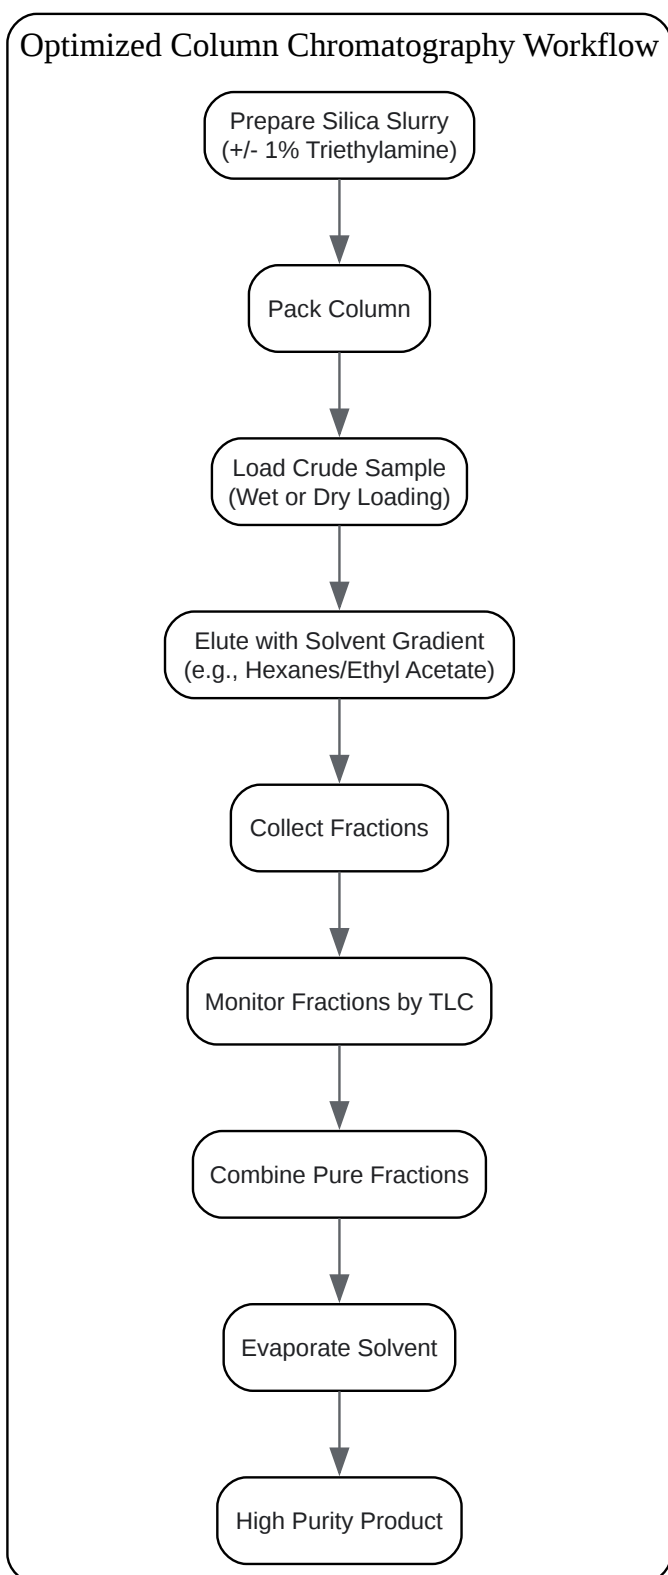 Optimized Column Chromatography Workflow
Prepare Silica Slurry
(+/- 1% Triethylamine)
Pack Column
Load Crude Sample
(Wet or Dry Loading)
Elute with Solvent Gradient
(e.g., Hexanes/Ethyl Acetate)
Collect Fractions
Monitor Fractions by TLC
Combine Pure Fractions
Evaporate Solvent
High Purity Product